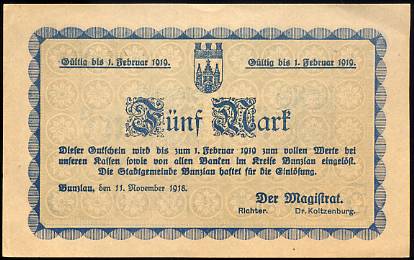 Gültig bis 1. Februar 1919. Gültig bis 1. Februar 1919.
Fünf Mark
Dieser Gutschein wird bis zum 1. Februar 1919 zum vollen Werte bei
unseren Kassen sowie von allen Banken im Kreise Bunzlau eingelöst.
Die Stadtgemeinde Bunzlau haftet für die Einlösung.
Bunzlau, den 11. November 1918.
Der Magistrat.
Richter. Dr. Koltzenburg.